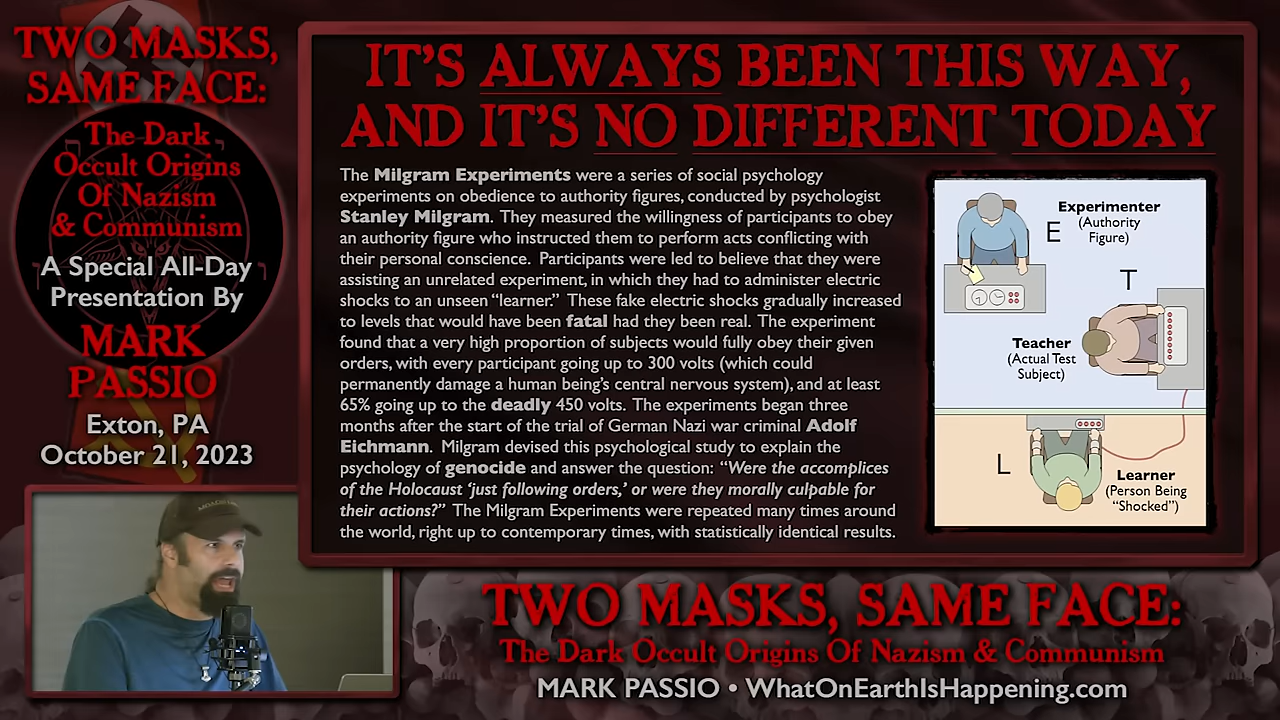 TWO MASKS,
SAME FACE:
The Dark
Occult Origins
Of Nazism
& Communism
A Special All-Day
Presentation By
MARK
PASSIO
Exton, PA
October 21, 2023
IT'S ALWAYS BEEN THIS WAY,
AND IT'S NO DIFFERENT TODAY
The Milgram Experiments were a series of social psychology
experiments on obedience to authority figures, conducted by psychologist
Stanley Milgram. They measured the willingness of participants to obey
an authority figure who instructed them to perform acts conflicting with
their personal conscience. Participants were led to believe that they were
assisting an unrelated experiment, in which they had to administer electric
shocks to an unseen "learner." These fake electric shocks gradually increased
to levels that would have been fatal had they been real. The experiment
found that a very high proportion of subjects would fully obey their given
orders, with every participant going up to 300 volts (which could
permanently damage a human being's central nervous system), and at least
65% going up to the deadly 450 volts. The experiments began three
months after the start of the trial of German Nazi war criminal Adolf
Eichmann. Milgram devised this psychological study to explain the
psychology of genocide and answer the question: "Were the accomplices
of the Holocaust 'just following orders,' or were they morally culpable for
their actions?" The Milgram Experiments were repeated many times around
the world, right up to contemporary times, with statistically identical results.
Experimenter
(Authority
Figure)
E
T
Teacher
(Actual Test
Subject)
L
Learner
(Person Being
"Shocked")
TWO MASKS, SAME FACE:
The Dark Occult Origins Of Nazism & Communism
MARK PASSIO • WhatOnEarthIsHappening.com